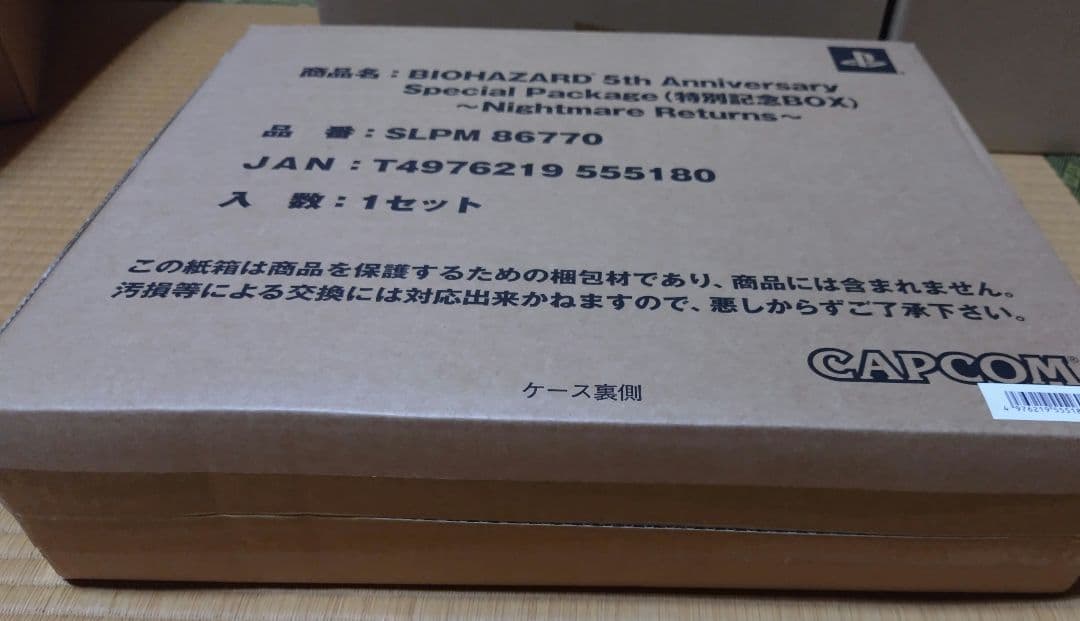 商品名：BIOHAZARD® 5th Anniversary
Special Package（特別記念BOX）
～Nightmare Returns～
品 番：SLPM 86770
JAN：T4976219 555180
入 数：1セット
この紙箱は商品を保護するための梱包材であり、商品には含まれません。
汚損等による交換には対応出来かねますので、悪しからずご了承下さい。
CAPCOM®
ケース裏側
4 976219 55518